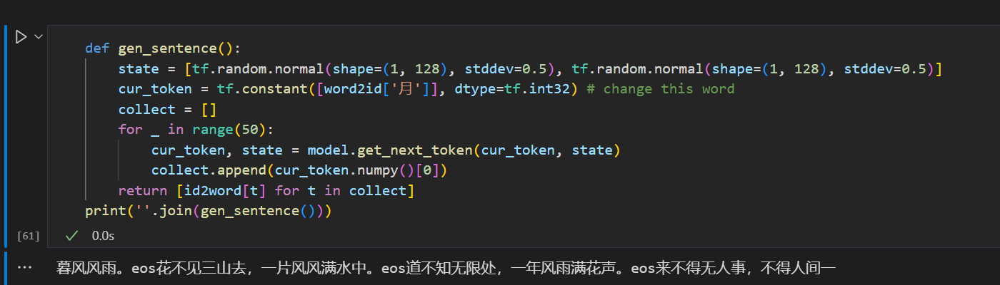 def gen_sentence():
    state = [tf.random.normal(shape=(1, 128), stddev=0.5), tf.random.normal(shape=(1, 128), stddev=0.5)]
    cur_token = tf.constant([word2id['月']], dtype=tf.int32) # change this word
    collect = []
    for _ in range(50):
        cur_token, state = model.get_next_token(cur_token, state)
        collect.append(cur_token.numpy()[0])
    return [id2word[t] for t in collect]
print(''.join(gen_sentence()))
[61] 0.0s
暮风风雨。eos花不见三山去，一片风风满水中。eos道不知无限处，一年风雨满花声。eos来不得无人事，不得人间一